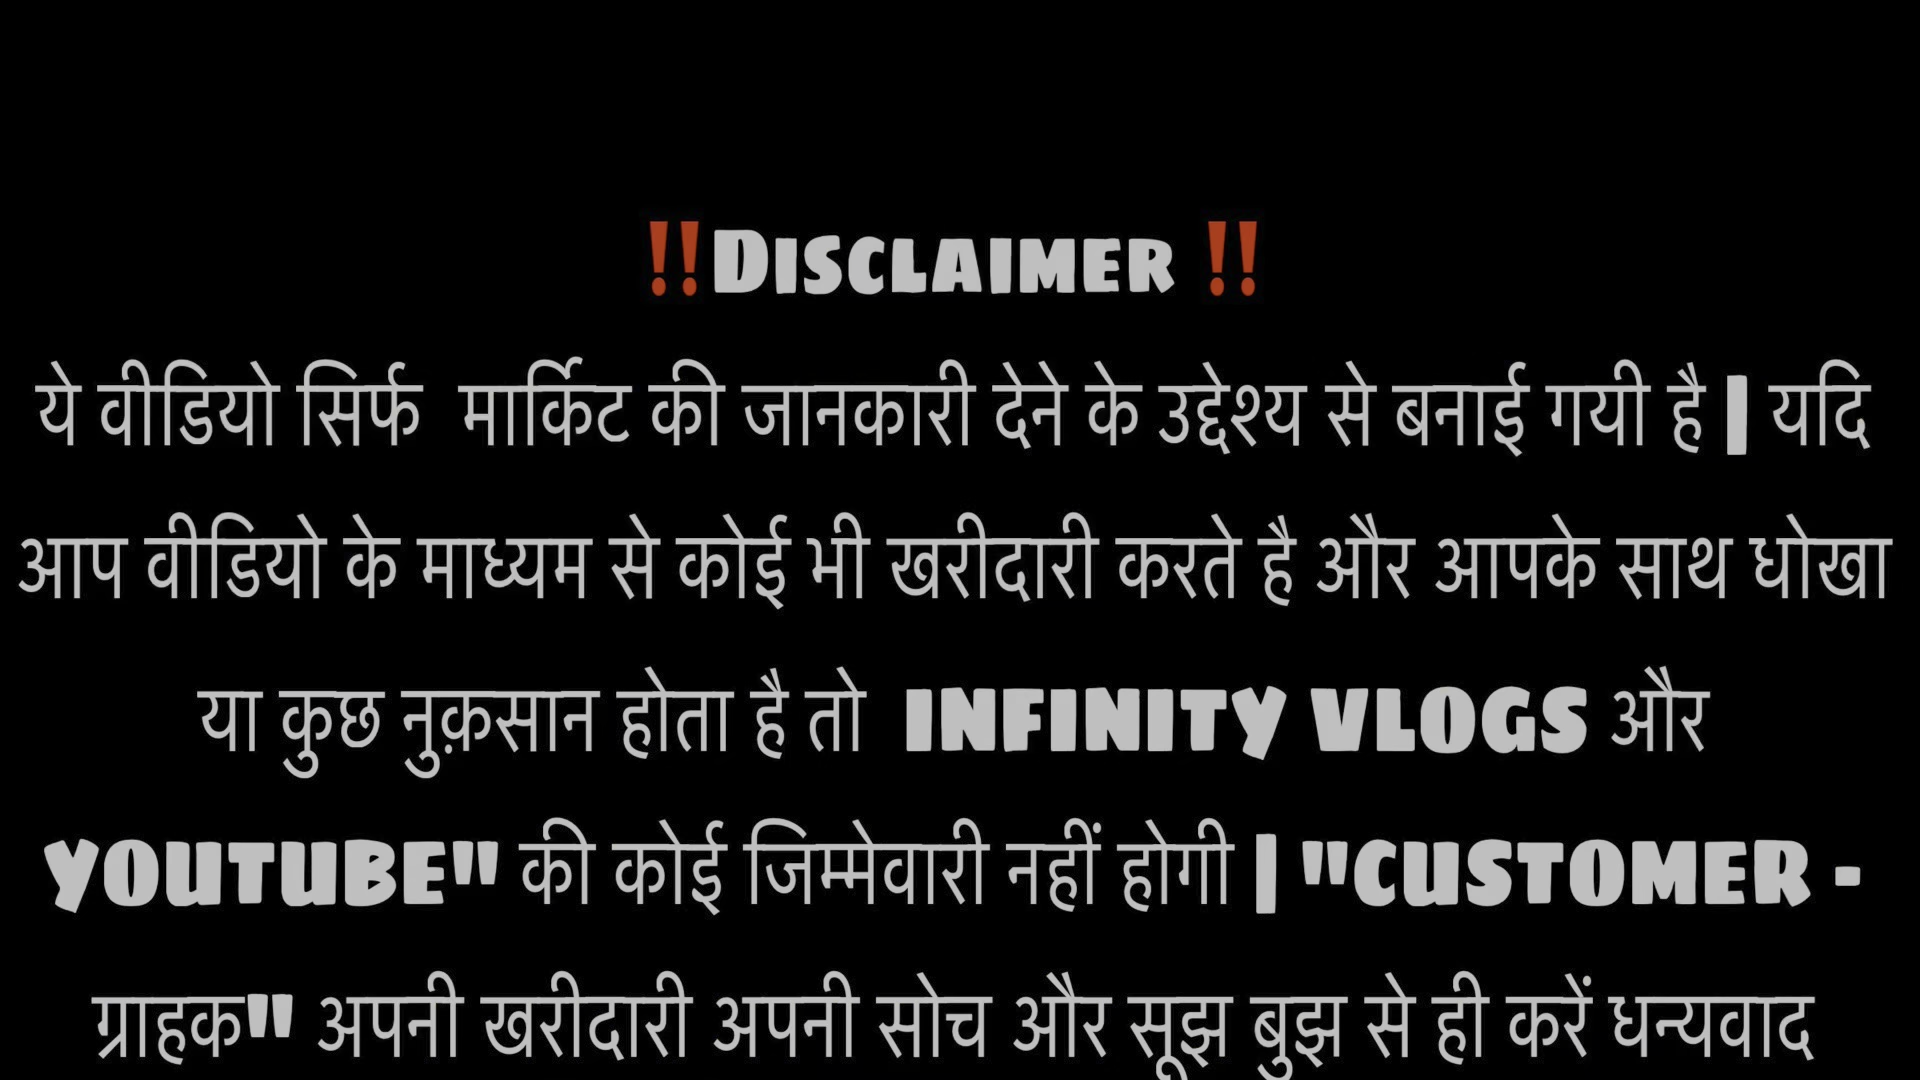 ‼️Disclaimer ‼️
ये वीडियो सिर्फ मार्किट की जानकारी देने के उद्देश्य से बनाई गयी है | यदि
आप वीडियो के माध्यम से कोई भी खरीदारी करते है और आपके साथ धोखा
या कुछ नुक़सान होता है तो INFINITY VLOGS और
YOUTUBE" की कोई जिम्मेवारी नहीं होगी | "CUSTOMER -
ग्राहक" अपनी खरीदारी अपनी सोच और सूझ बुझ से ही करें धन्यवाद